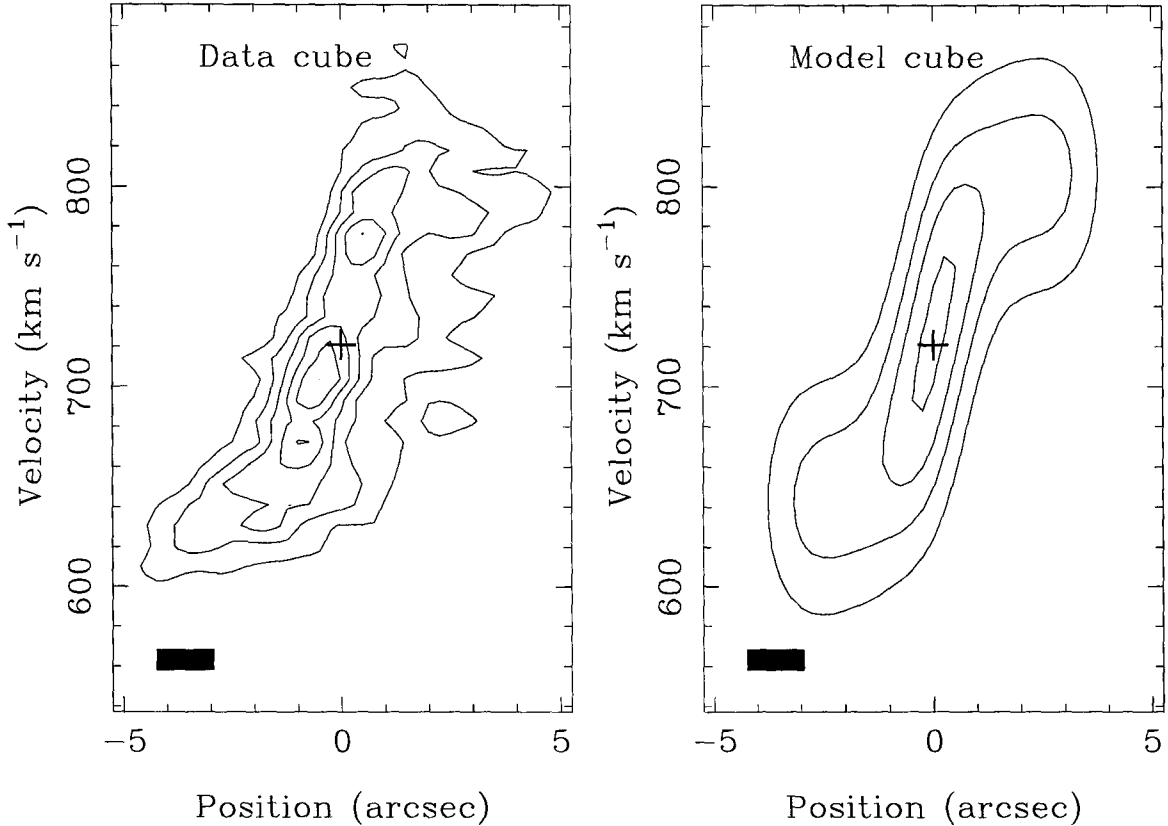 Data cube
Velocity (km s⁻¹)
800
700
600
−5
0
5
Position (arcsec)
Model cube
Velocity (km s⁻¹)
800
700
600
−5
0
5
Position (arcsec)